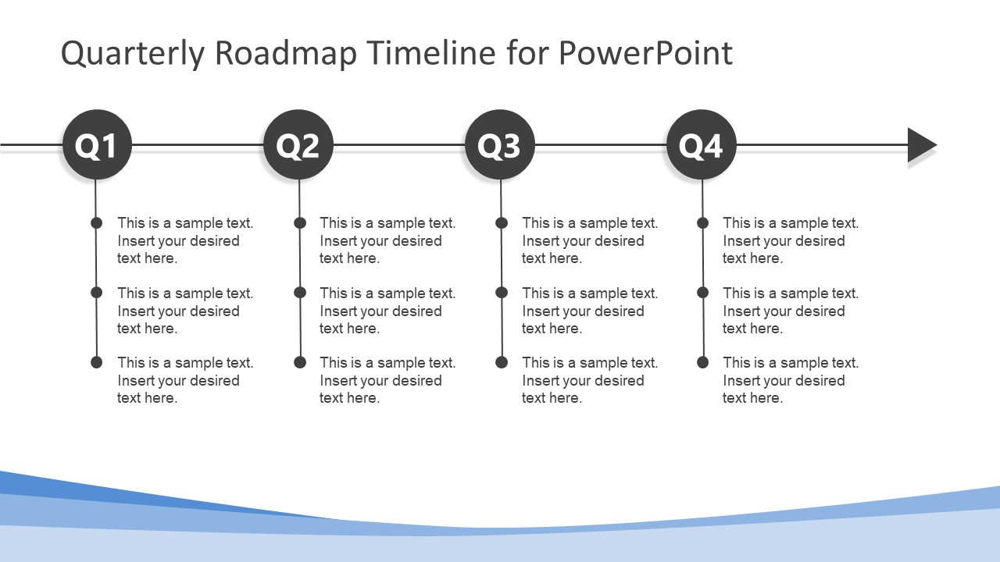 Quarterly Roadmap Timeline for PowerPoint
Q1
Q2
Q3
Q4
This is a sample text.
Insert your desired
text here.
This is a sample text.
Insert your desired
text here.
This is a sample text.
Insert your desired
text here.
This is a sample text.
Insert your desired
text here.
This is a sample text.
Insert your desired
text here.
This is a sample text.
Insert your desired
text here.
This is a sample text.
Insert your desired
text here.
This is a sample text.
Insert your desired
text here.
This is a sample text.
Insert your desired
text here.
This is a sample text.
Insert your desired
text here.
This is a sample text.
Insert your desired
text here.
This is a sample text.
Insert your desired
text here.